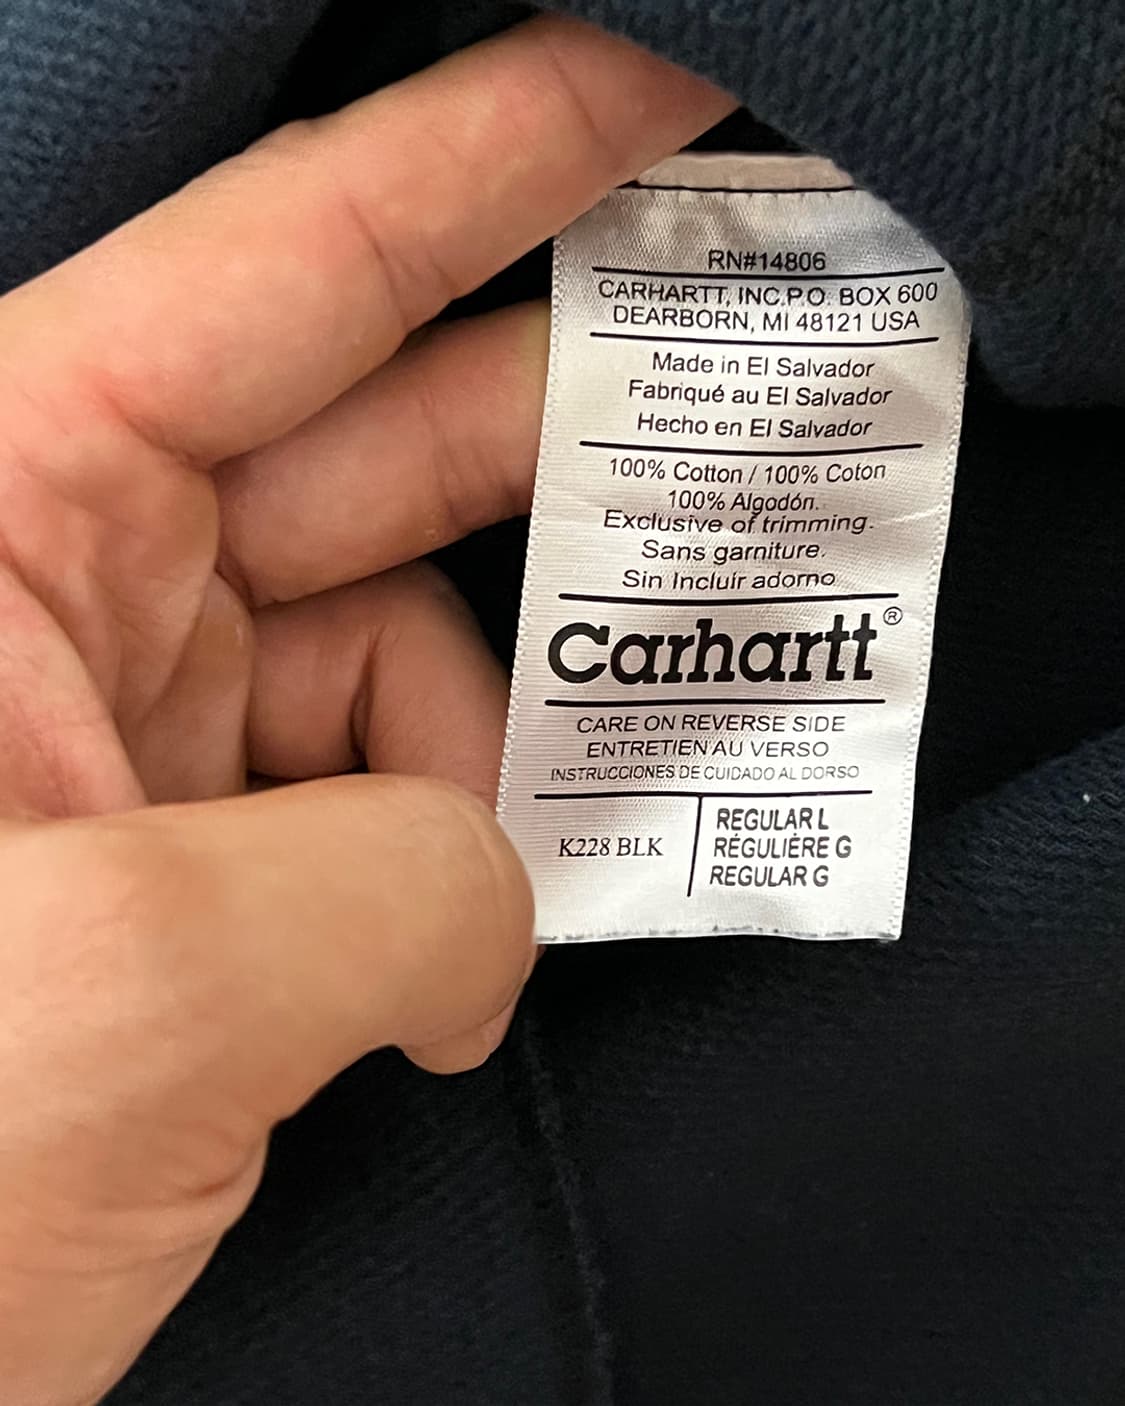 RN#14806
CARHARTT, INC.P.O. BOX 600
DEARBORN, MI 48121 USA
Made in El Salvador
Fabriqué au El Salvador
Hecho en El Salvador
100% Cotton / 100% Coton
100% Algodón.
Exclusive of trimming.
Sans garniture.
Sin Incluír adorno
Carhartt®
CARE ON REVERSE SIDE
ENTRETIEN AU VERSO
INSTRUCCIONES DE CUIDADO AL DORSO
K228 BLK
REGULAR L
RÉGULIÈRE G
REGULAR G